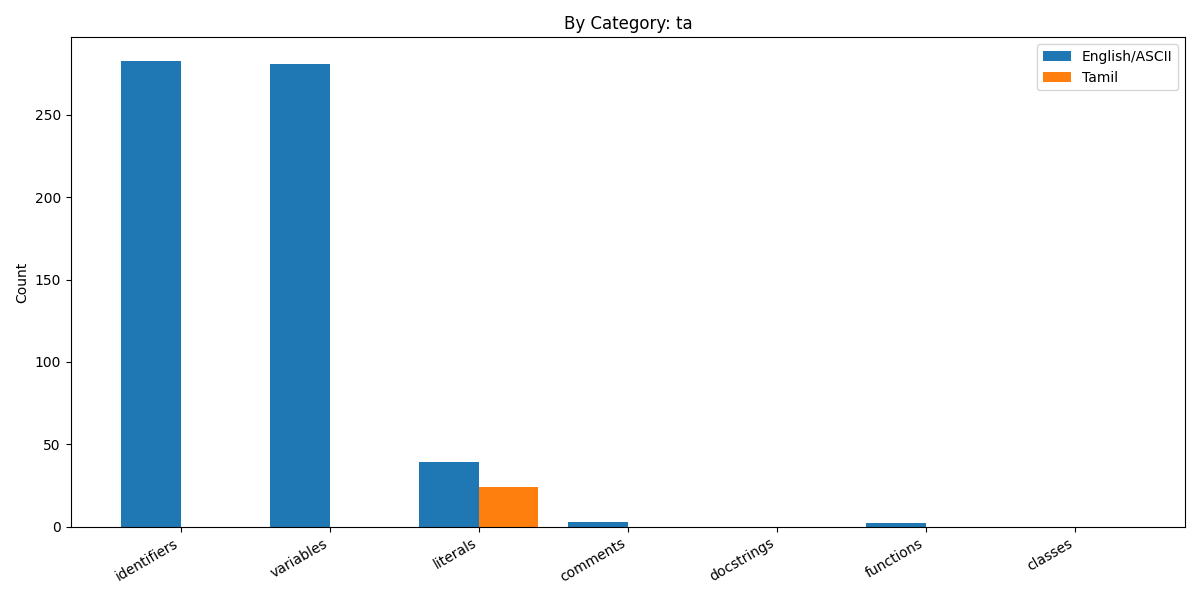 By Category: ta
English/ASCII
Tamil
Count
250
200
150
100
50
0
identifiers
variables
literals
comments
docstrings
functions
classes